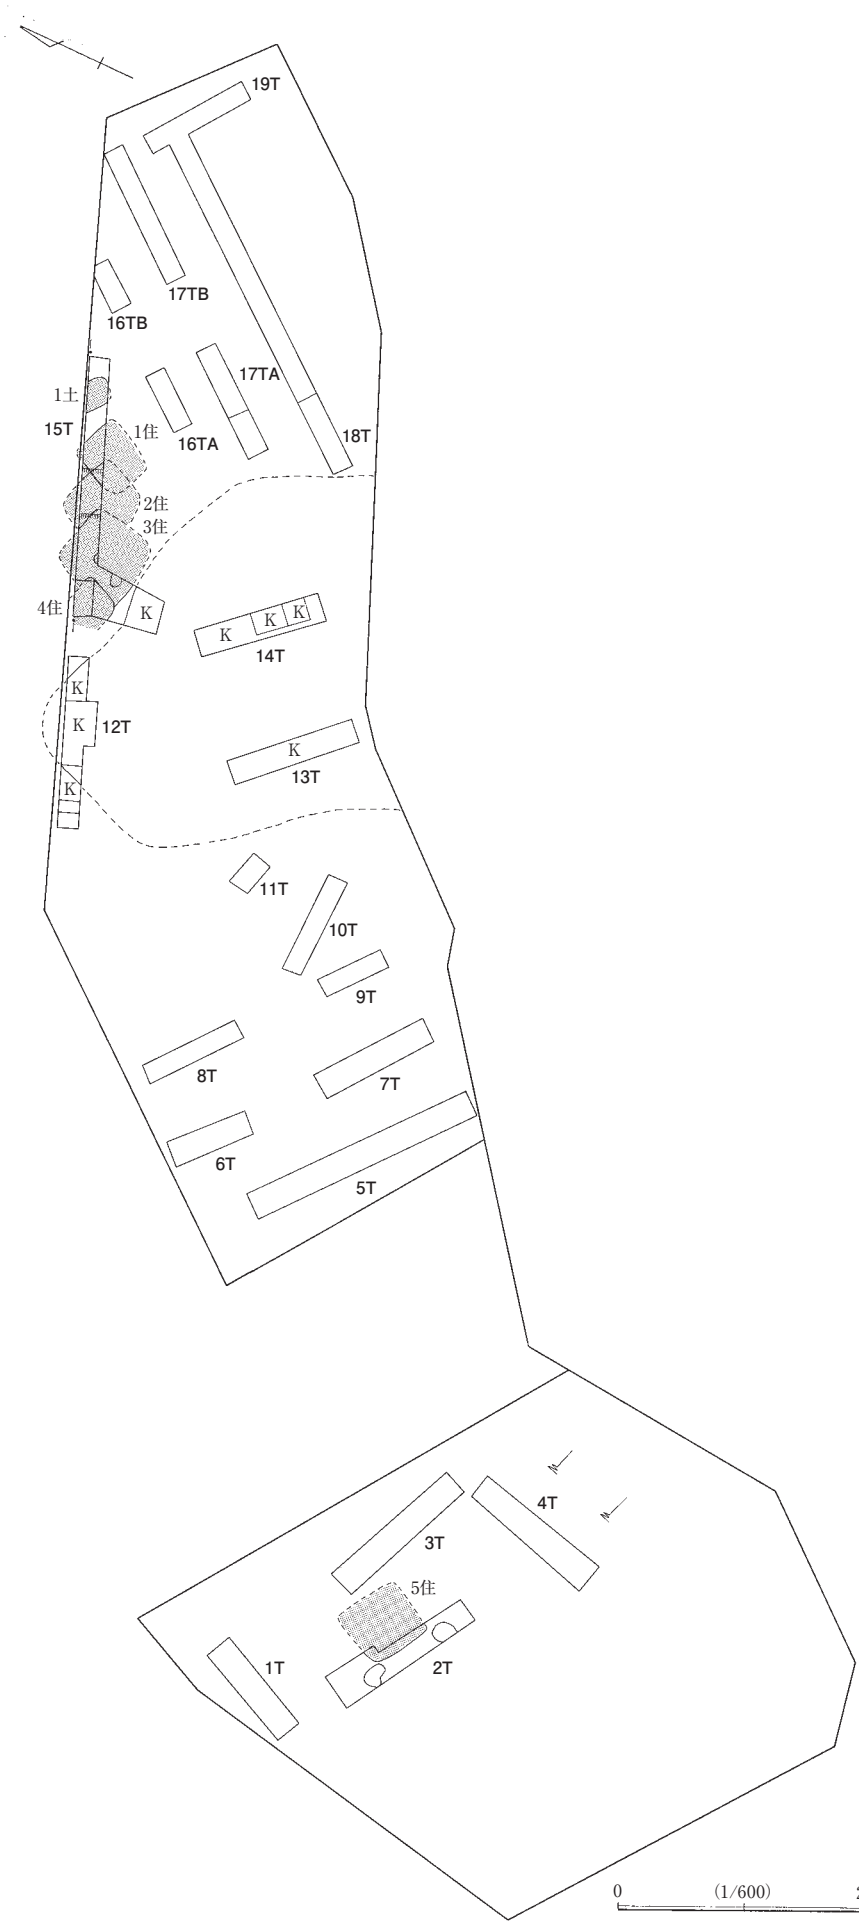 19T
17TB
16TB
17TA
1土
15T
1住
16TA
18T
2住
3住
4住
K
K
K
K
14T
K
K
12T
K
13T
K
11T
10T
9T
8T
7T
6T
5T
4T
3T
5住
1T
2T
N
N
0 (1/600) 2